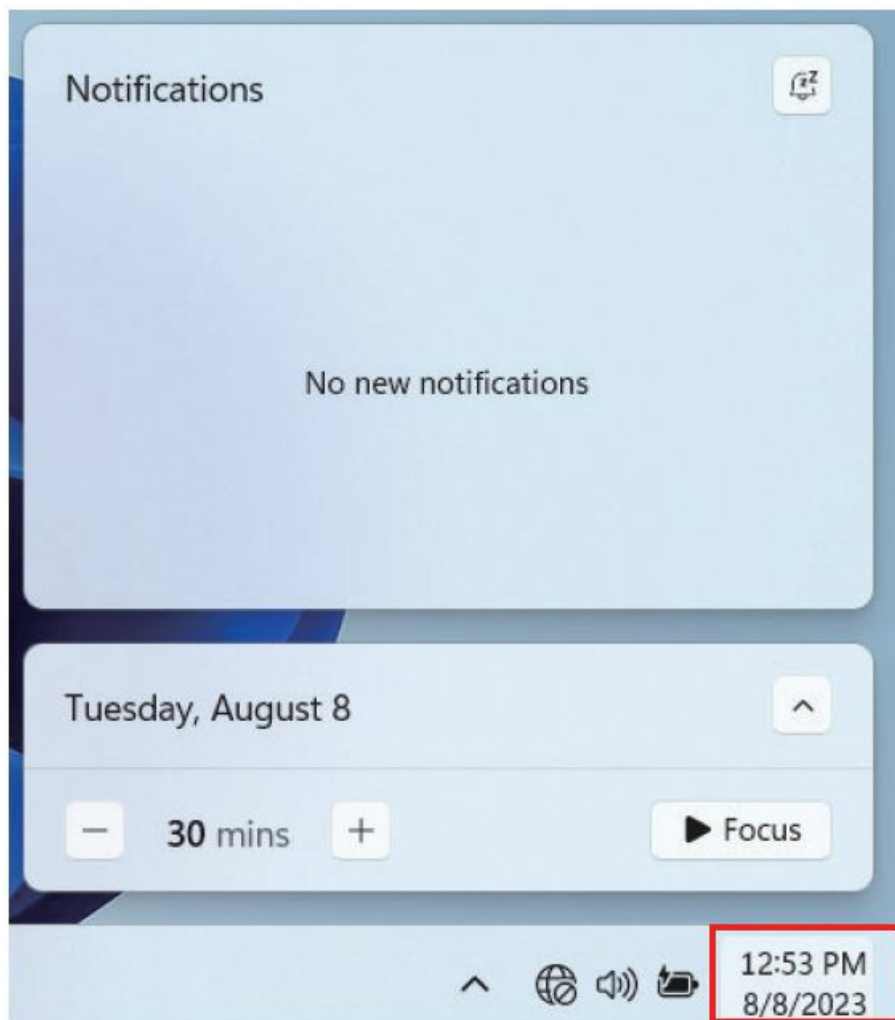 Notifications
No new notifications
Tuesday, August 8
30 mins
Focus
12:53 PM
8/8/2023